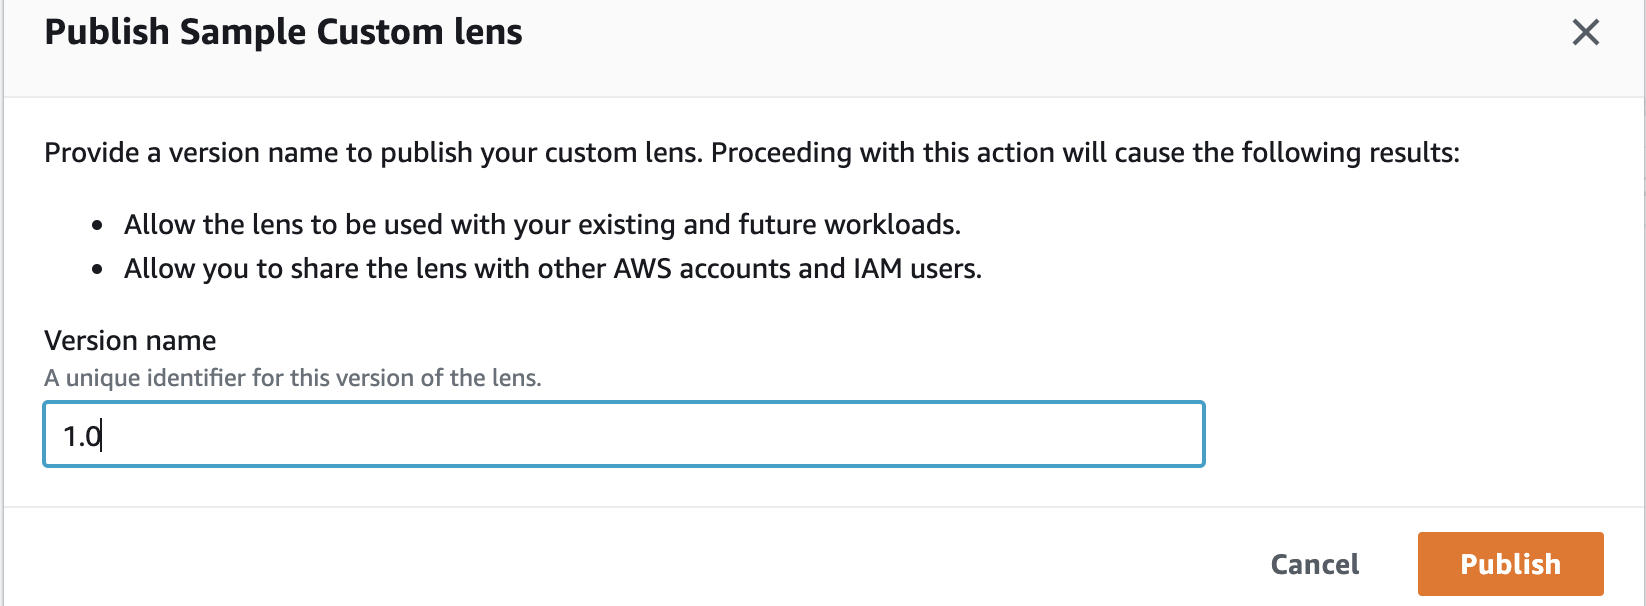 Publish Sample Custom lens
Provide a version name to publish your custom lens. Proceeding with this action will cause the following results:
• Allow the lens to be used with your existing and future workloads.
• Allow you to share the lens with other AWS accounts and IAM users.
Version name
A unique identifier for this version of the lens.
1.0
Cancel
Publish